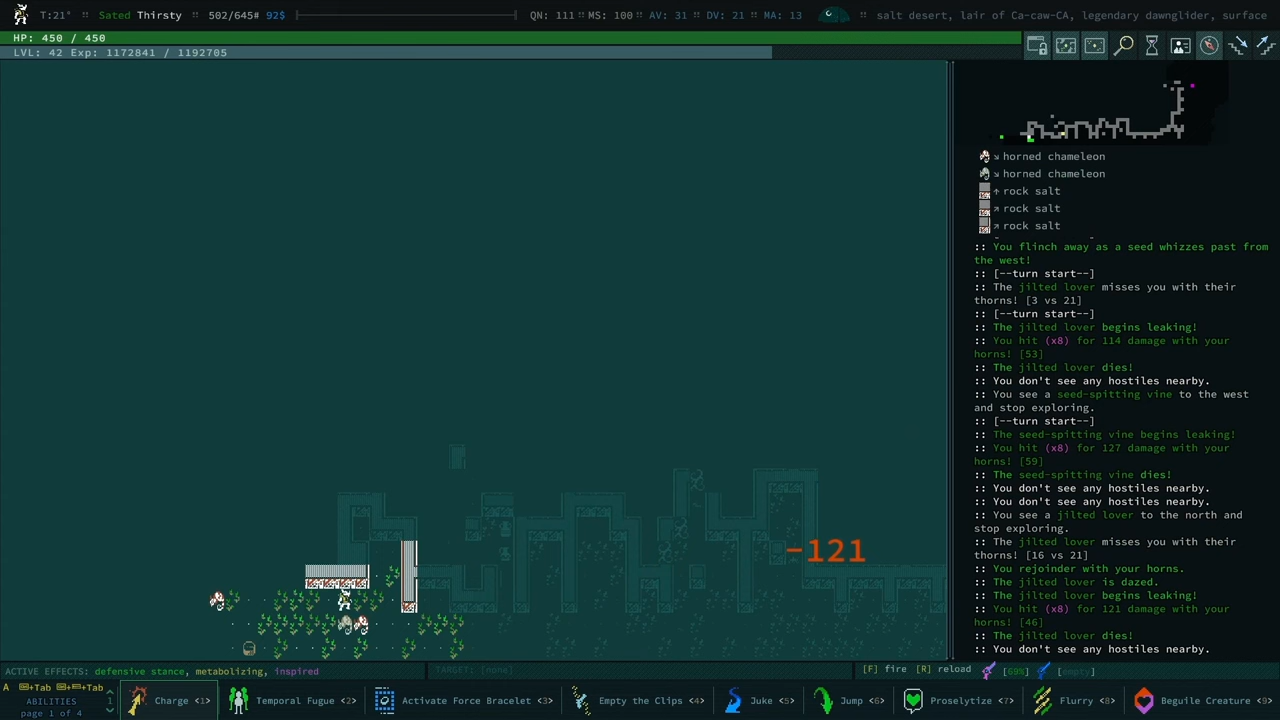 T:21° :: Sated Thirsty :: 502/645# 92$ QN: 111 :: MS: 100 :: AV: 31 :: DV: 21 :: MA: 13 :: salt desert, lair of Ca-caw-CA, legendary dawnglider, surface
HP: 450 / 450
LVL: 42 Exp: 1172841 / 1192705
horned chameleon
horned chameleon
rock salt
rock salt
rock salt
:: You flinch away as a seed whizzes past from
the west!
:: [--turn start--]
:: The jilted lover misses you with their
thorns! [3 vs 21]
:: [--turn start--]
:: The jilted lover begins leaking!
:: You hit (x8) for 114 damage with your
horns! [53]
:: The jilted lover dies!
:: You don't see any hostiles nearby.
:: You see a seed-spitting vine to the west
and stop exploring.
:: [--turn start--]
:: The seed-spitting vine begins leaking!
:: You hit (x8) for 127 damage with your
horns! [59]
:: The seed-spitting vine dies!
:: You don't see any hostiles nearby.
:: You don't see any hostiles nearby.
:: You see a jilted lover to the north and
stop exploring.
:: The jilted lover misses you with their
thorns! [16 vs 21]
:: You rejoinder with your horns.
:: The jilted lover is dazed.
:: The jilted lover begins leaking!
:: You hit (x8) for 121 damage with your
horns! [46]
:: The jilted lover dies!
:: You don't see any hostiles nearby.
-121
ACTIVE EFFECTS: defensive stance, metabolizing, inspired
TARGET: [none]
[F] fire [R] reload [69%] [empty]
ABILITIES
page 1 of 4
Charge <1> Temporal Fugue <2> Activate Force Bracelet <3> Empty the Clips <4> Juke <5> Jump <6> Proselytize <7> Flurry <8> Beguile Creature <9>